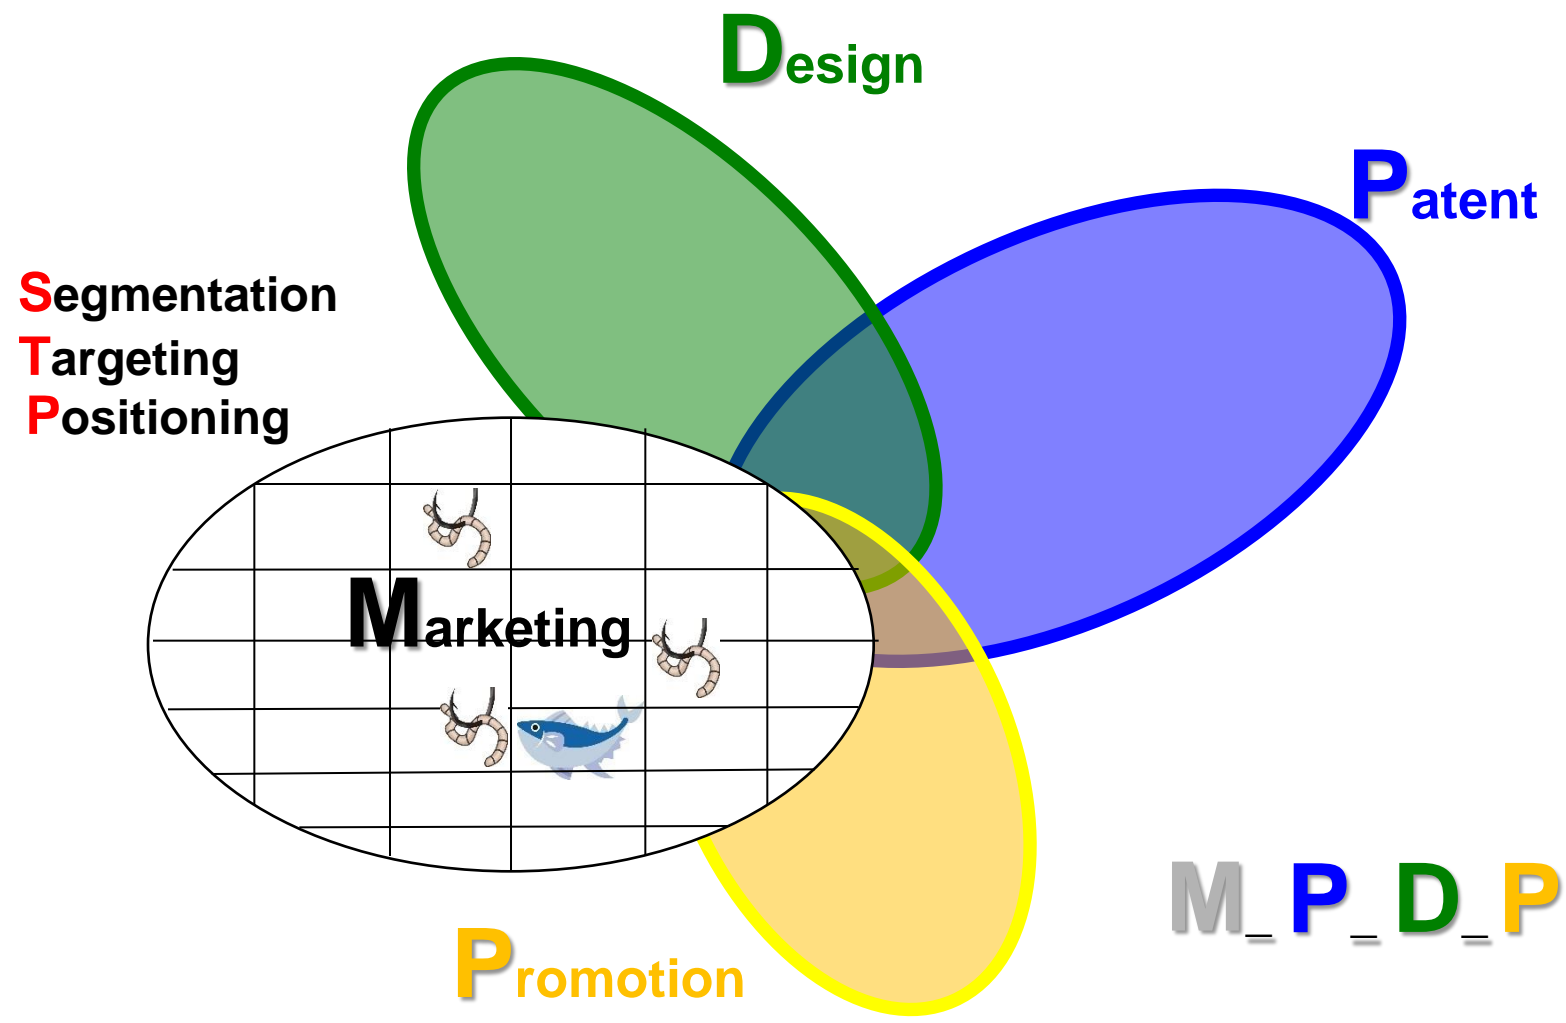 Design
Patent
Segmentation
Targeting
Positioning
Marketing
M_P_D_P
Promotion